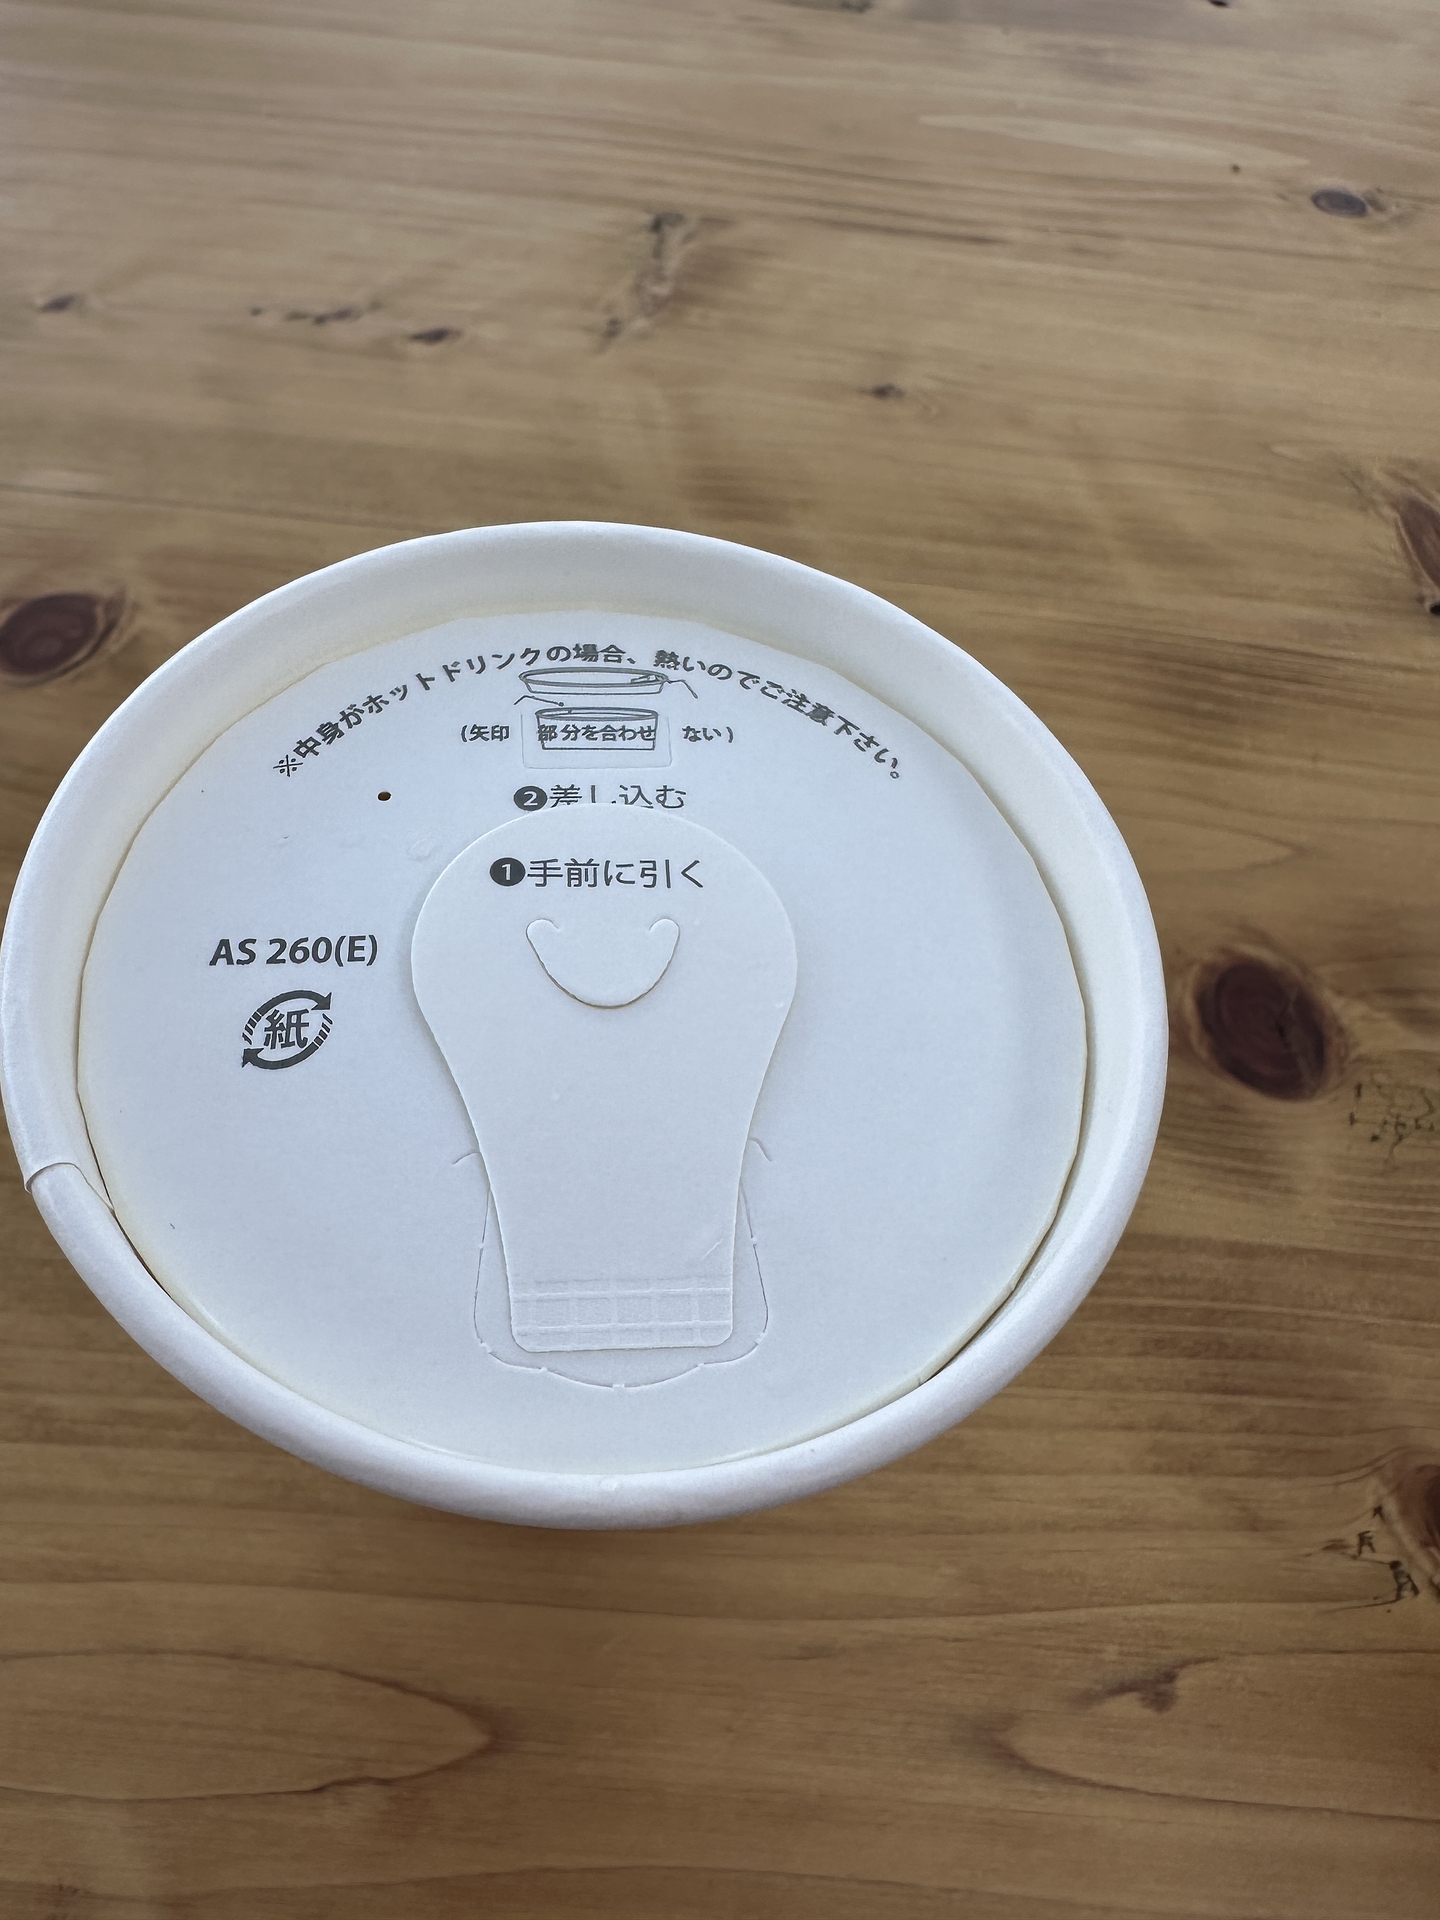 ※中身がホットドリンクの場合、熱いのでご注意下さい。
(矢印 部分を合わせ ない)
❷差し込む
❶手前に引く
AS 260(E)
紙